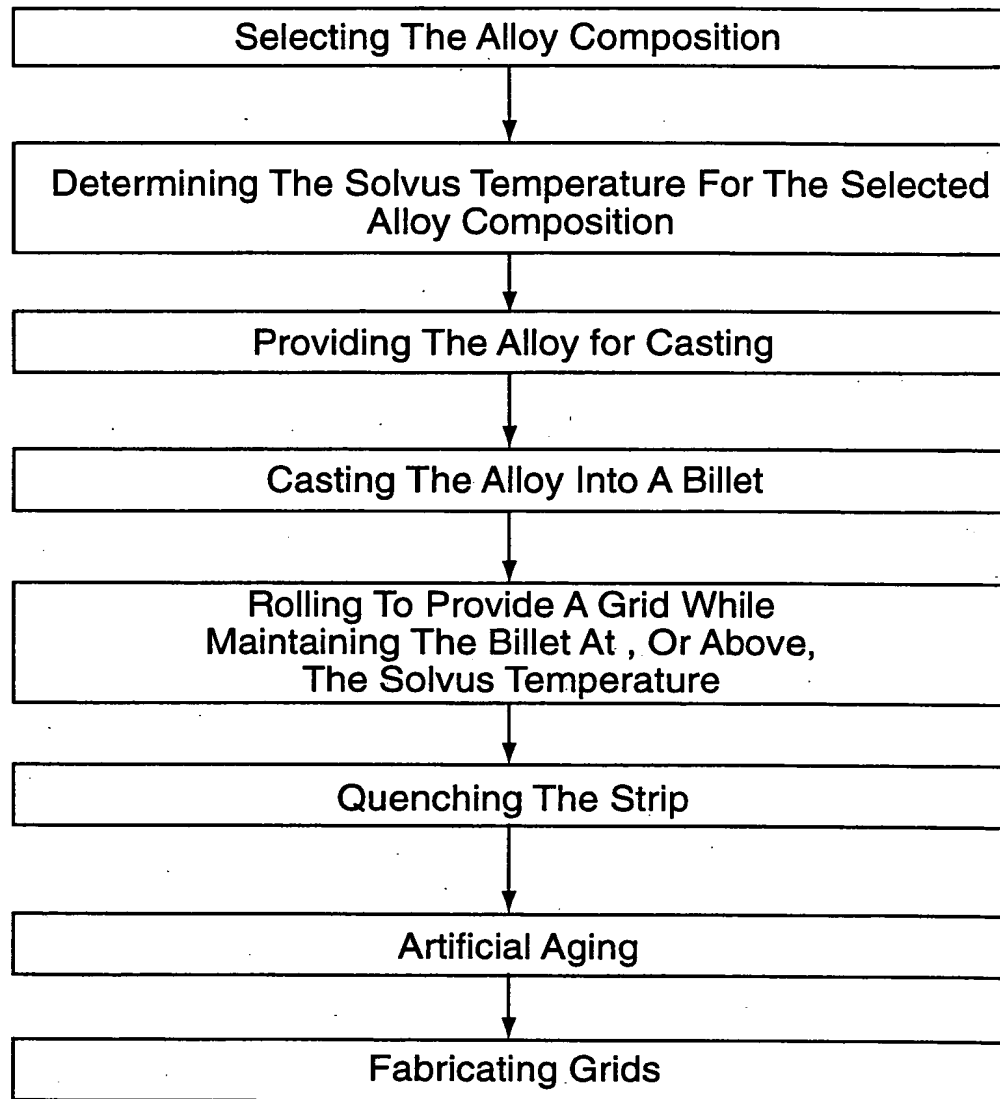 Selecting The Alloy Composition
Determining The Solvus Temperature For The Selected
Alloy Composition
Providing The Alloy for Casting
Casting The Alloy Into A Billet
Rolling To Provide A Grid While
Maintaining The Billet At , Or Above,
The Solvus Temperature
Quenching The Strip
Artificial Aging
Fabricating Grids